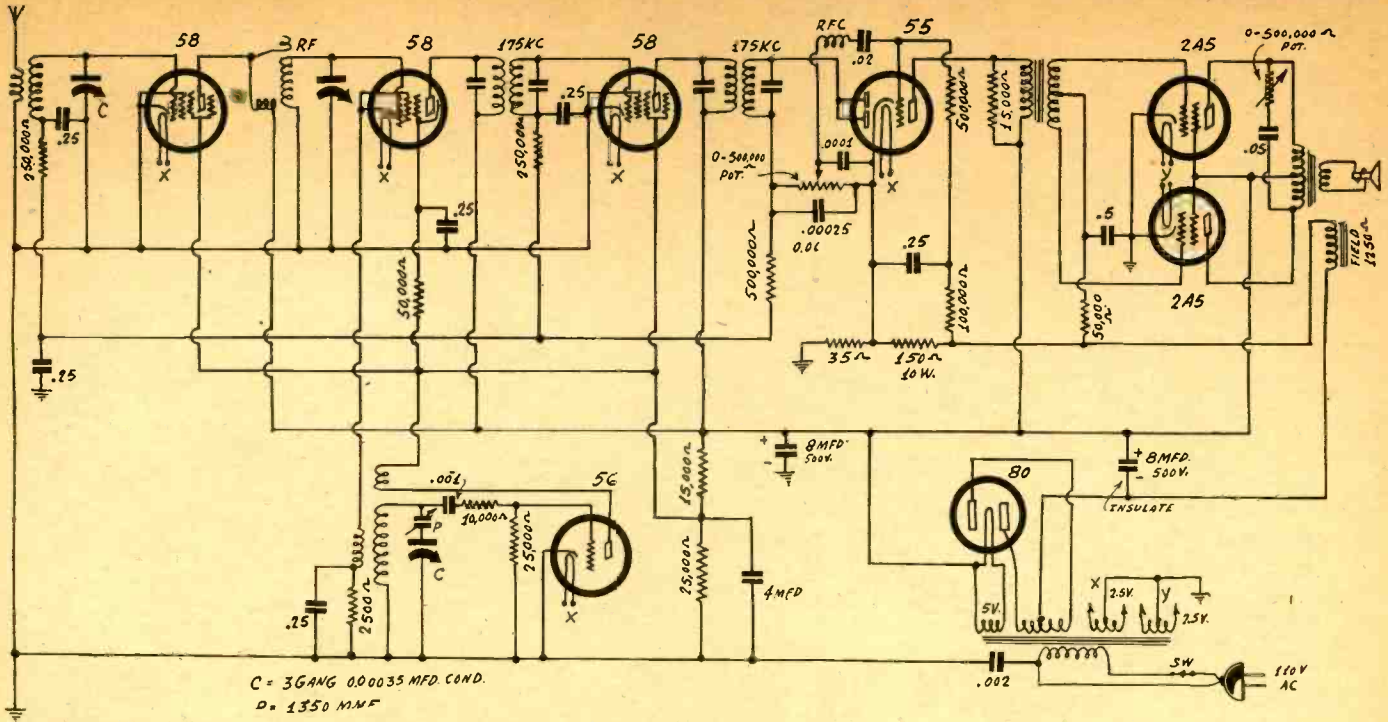 58
RF
58
175KC
58
175KC
RFC
.02
55
2A5
0-500,000 Ω
POT.
C
.25
250,000Ω
X
X
.25
250,000Ω
X
.25
50,000Ω
0-500,000
POT.
.0001
X
.00025
0.06
500,000Ω
500,000Ω
15,000Ω
.25
100,000Ω
.5
Y
.05
2A5
50,000
Ω
FIELD
1250Ω
35Ω
150Ω
10W.
.25
+
-
8MFD.
500V.
80
+
-
8MFD.
500V.
INSULATE
.001
P
10,000Ω
C
56
25,000Ω
X
15,000Ω
25,000Ω
4MFD
.25
2500Ω
5V.
X
2.5V.
Y
2.5V.
.002
SW
110V
AC
C = 3GANG 0.00035 MFD. COND.
P = 1350 MMF